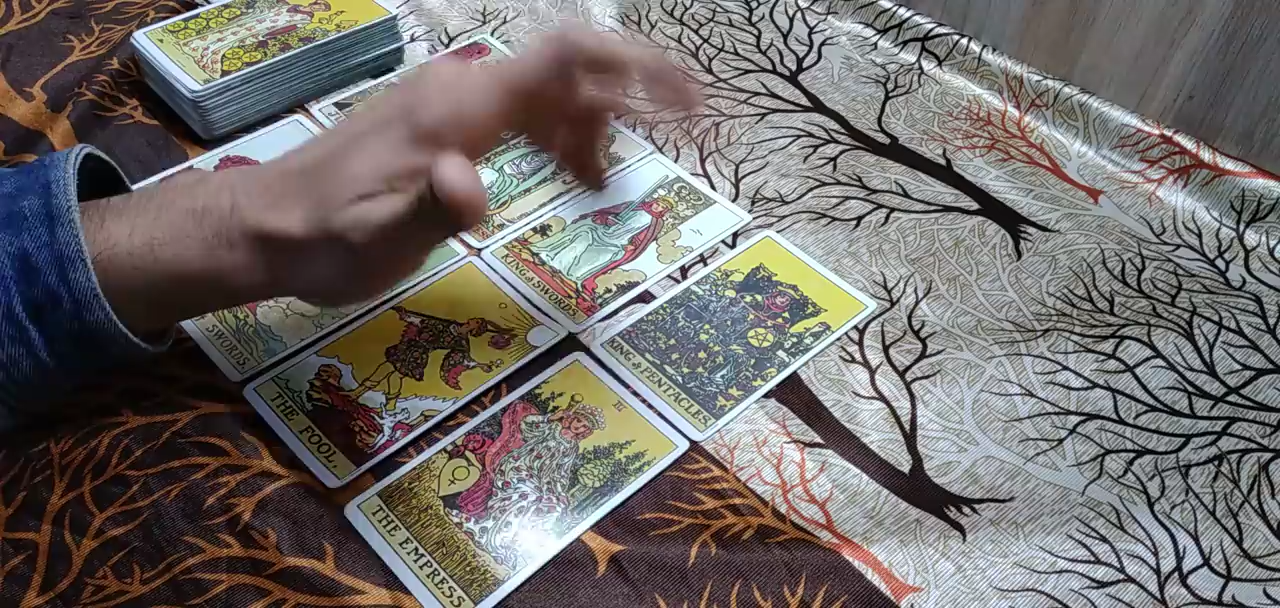 KING of SWORDS.
KING of PENTACLES.
SWORDS.
THE FOOL.
III
THE EMPRESS